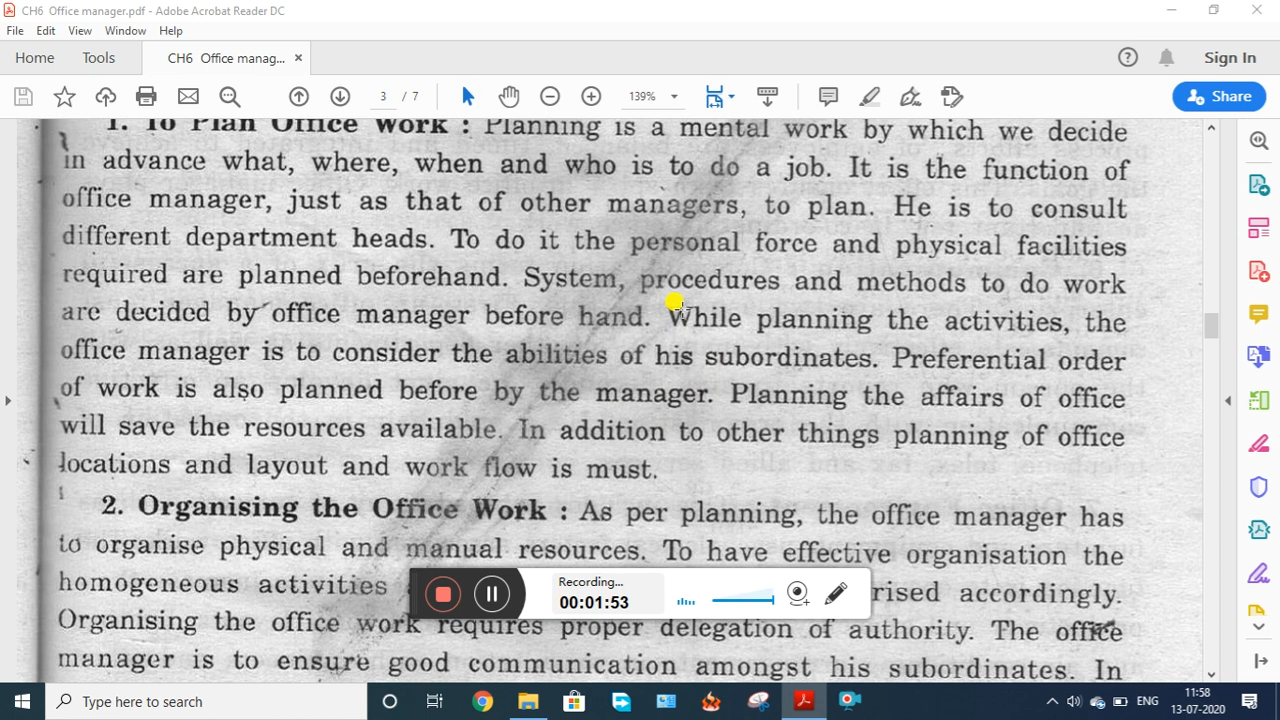 CH6 Office manager.pdf - Adobe Acrobat Reader DC
File Edit View Window Help
Home Tools CH6 Office manag... × Sign In
3 / 7 139% Share
1. To Plan Office Work : Planning is a mental work by which we decide
in advance what, where, when and who is to do a job. It is the function of
office manager, just as that of other managers, to plan. He is to consult
different department heads. To do it the personal force and physical facilities
required are planned beforehand. System, procedures and methods to do work
are decided by office manager before hand. While planning the activities, the
office manager is to consider the abilities of his subordinates. Preferential order
of work is also planned before by the manager. Planning the affairs of office
will save the resources available. In addition to other things planning of office
locations and layout and work flow is must.
2. Organising the Office Work : As per planning, the office manager has
to organise physical and manual resources. To have effective organisation the
homogeneous activities rised accordingly.
Recording...
00:01:53
Organising the office work requires proper delegation of authority. The office
manager is to ensure good communication amongst his subordinates. In
Type here to search ENG 11:58
13-07-2020